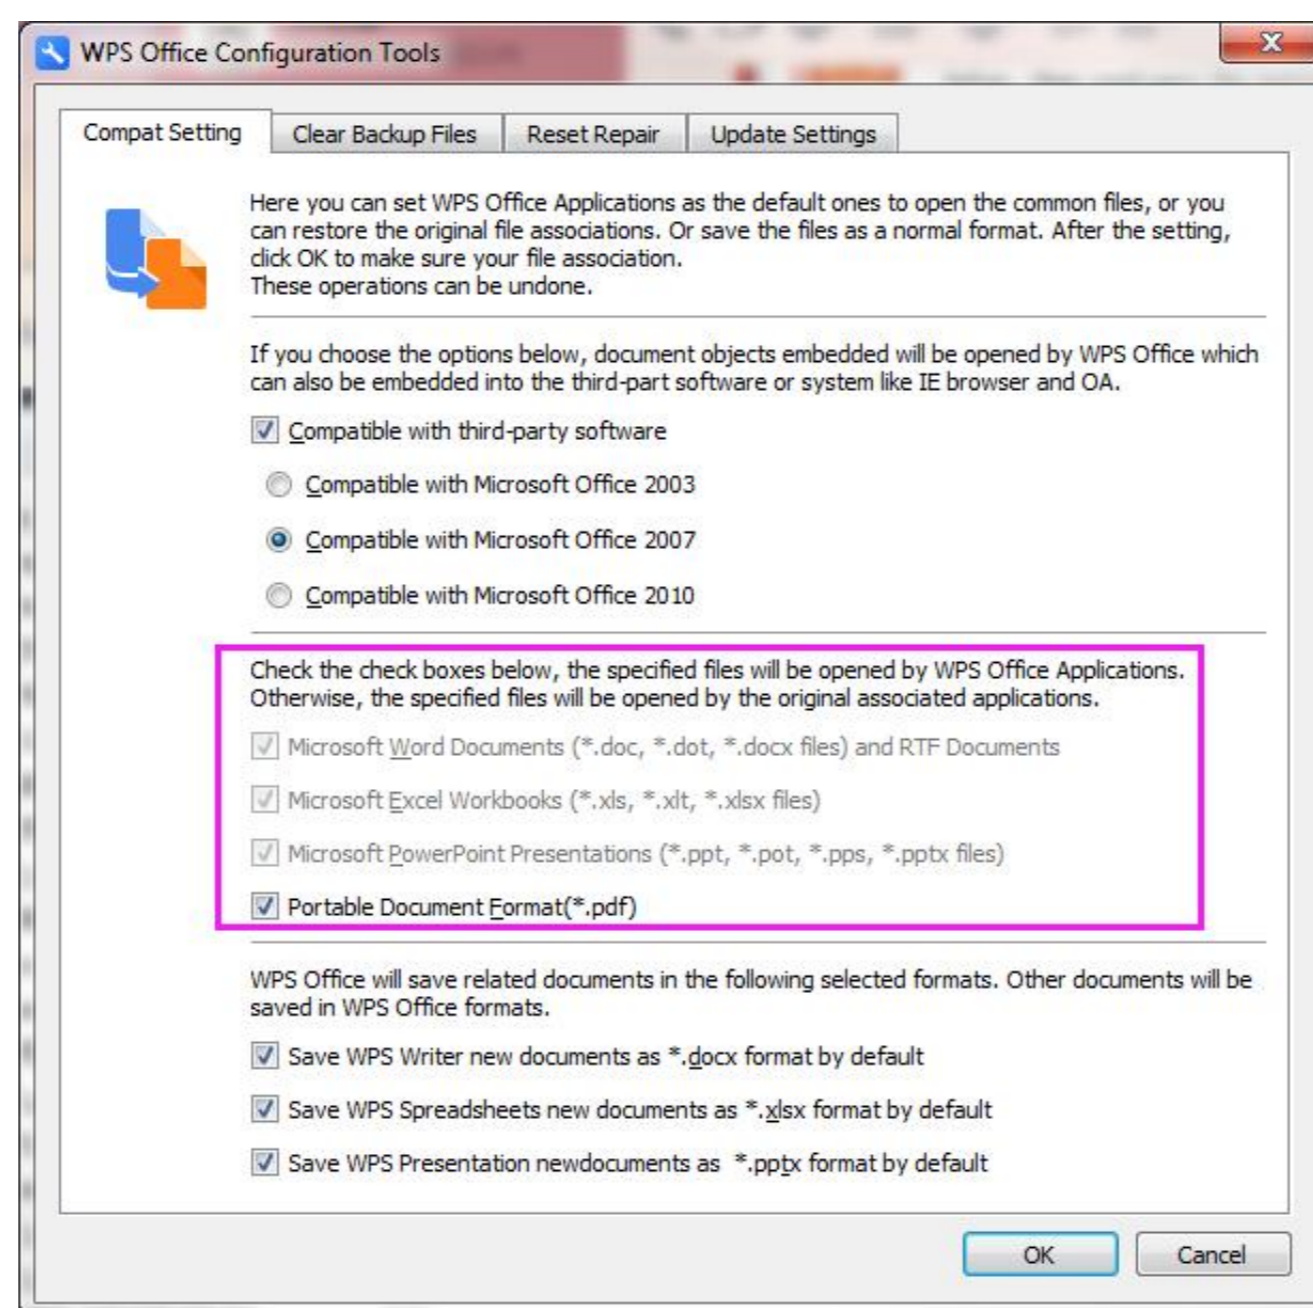 WPS Office Configuration Tools
Compat Setting
Clear Backup Files
Reset Repair
Update Settings
Here you can set WPS Office Applications as the default ones to open the common files, or you
can restore the original file associations. Or save the files as a normal format. After the setting,
click OK to make sure your file association.
These operations can be undone.
If you choose the options below, document objects embedded will be opened by WPS Office which
can also be embedded into the third-part software or system like IE browser and OA.
Compatible with third-party software
Compatible with Microsoft Office 2003
Compatible with Microsoft Office 2007
Compatible with Microsoft Office 2010
Check the check boxes below, the specified files will be opened by WPS Office Applications.
Otherwise, the specified files will be opened by the original associated applications.
Microsoft Word Documents (*.doc, *.dot, *.docx files) and RTF Documents
Microsoft Excel Workbooks (*.xls, *.xlt, *.xlsx files)
Microsoft PowerPoint Presentations (*.ppt, *.pot, *.pps, *.pptx files)
Portable Document Format(*.pdf)
WPS Office will save related documents in the following selected formats. Other documents will be
saved in WPS Office formats.
Save WPS Writer new documents as *.docx format by default
Save WPS Spreadsheets new documents as *.xlsx format by default
Save WPS Presentation newdocuments as *.pptx format by default
OK
Cancel